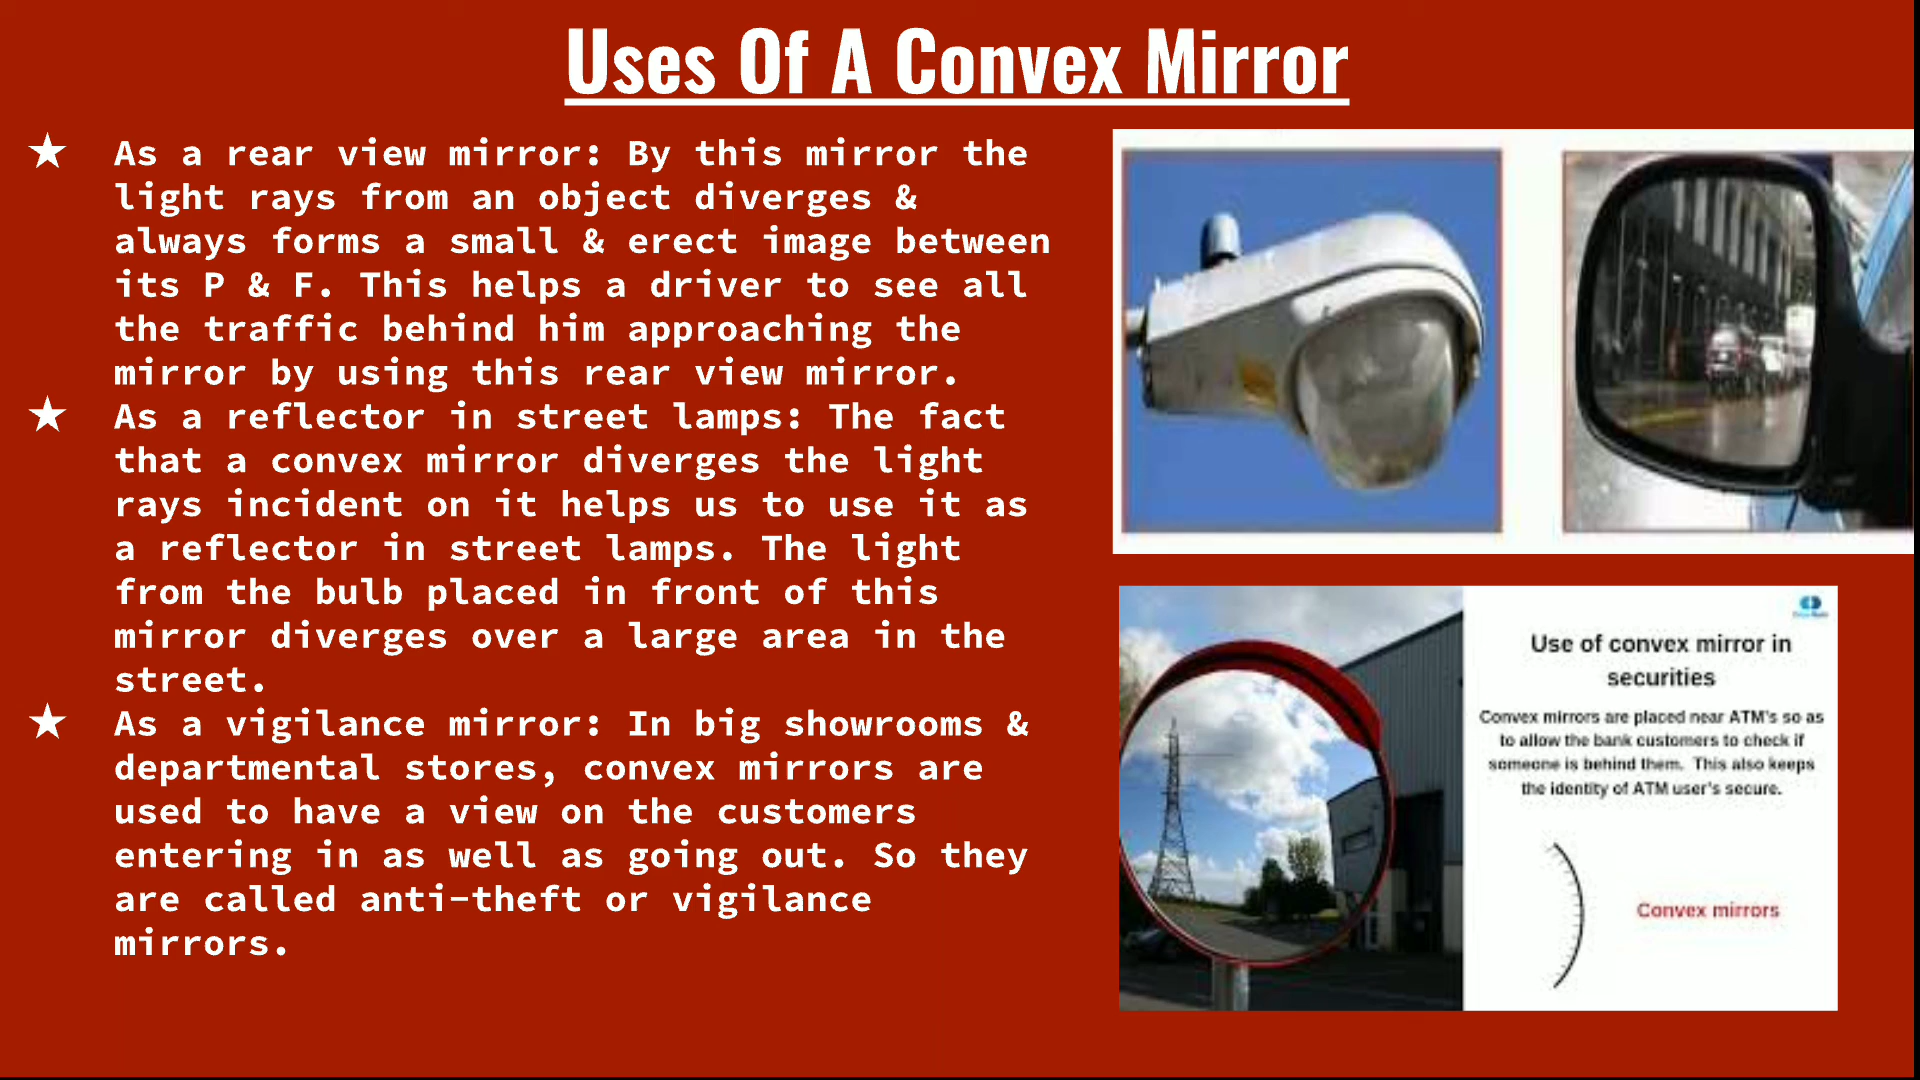 Uses Of A Convex Mirror
★ As a rear view mirror: By this mirror the
light rays from an object diverges &
always forms a small & erect image between
its P & F. This helps a driver to see all
the traffic behind him approaching the
mirror by using this rear view mirror.
★ As a reflector in street lamps: The fact
that a convex mirror diverges the light
rays incident on it helps us to use it as
a reflector in street lamps. The light
from the bulb placed in front of this
mirror diverges over a large area in the
street.
★ As a vigilance mirror: In big showrooms &
departmental stores, convex mirrors are
used to have a view on the customers
entering in as well as going out. So they
are called anti-theft or vigilance
mirrors.
Use of convex mirror in
securities
Convex mirrors are placed near ATM's so as
to allow the bank customers to check if
someone is behind them. This also keeps
the identity of ATM user's secure.
Convex mirrors